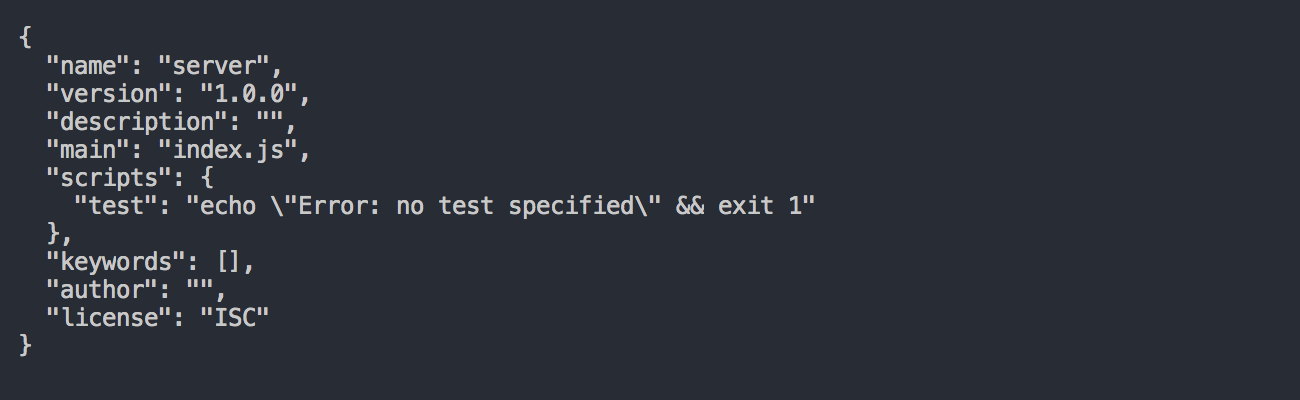 {
  "name": "server",
  "version": "1.0.0",
  "description": "",
  "main": "index.js",
  "scripts": {
    "test": "echo \"Error: no test specified\" && exit 1"
  },
  "keywords": [],
  "author": "",
  "license": "ISC"
}